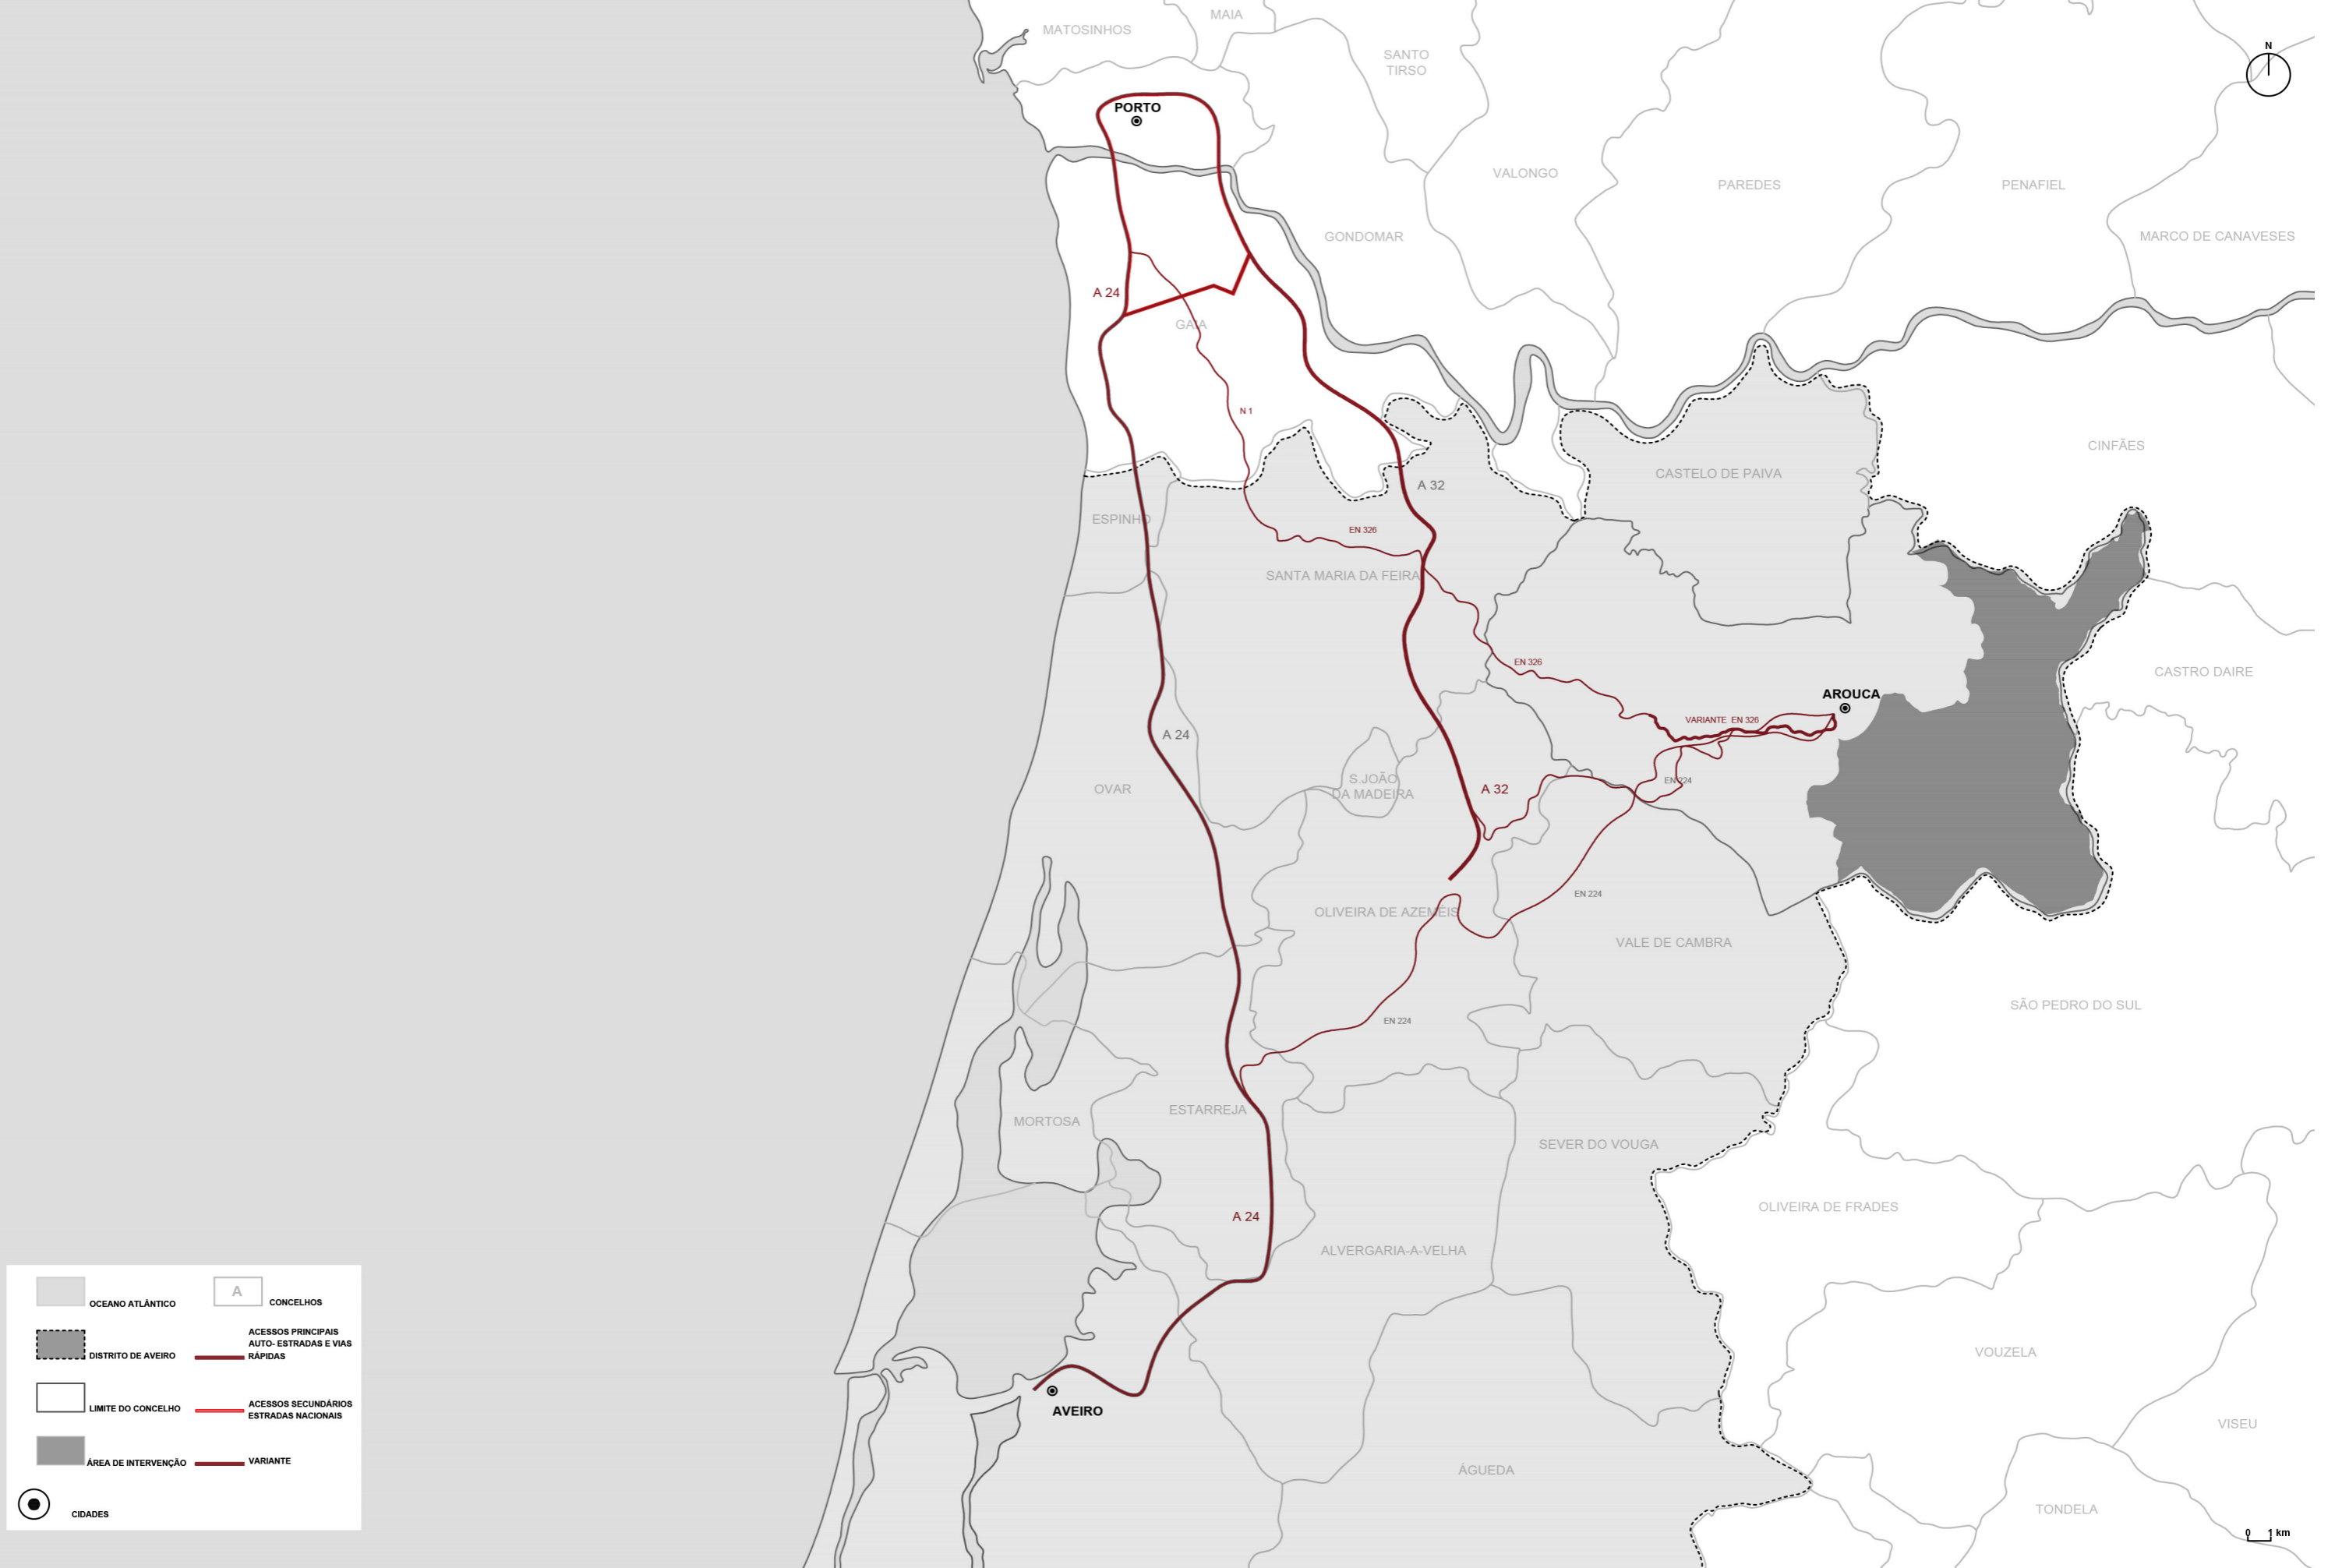 MAIA
MATOSINHOS
N
SANTO
TIRSO
PORTO
VALONGO
PAREDES
PENAFIEL
GONDOMAR
MARCO DE CANAVESES
A 24
GAIA
N 1
CINFÃES
CASTELO DE PAIVA
A 32
ESPINHO
EN 326
SANTA MARIA DA FEIRA
EN 326
CASTRO DAIRE
AROUCA
VARIANTE EN 326
A 24
S.JOÃO
DA MADEIRA
EN 224
OVAR
A 32
EN 224
OLIVEIRA DE AZEMÉIS
VALE DE CAMBRA
SÃO PEDRO DO SUL
EN 224
ESTARREJA
MORTOSA
SEVER DO VOUGA
OLIVEIRA DE FRADES
A 24
ALVERGARIA-A-VELHA
VOUZELA
AVEIRO
VISEU
ÁGUEDA
TONDELA
0 1 km
A
OCEANO ATLÂNTICO
CONCELHOS
DISTRITO DE AVEIRO
ACESSOS PRINCIPAIS
AUTO- ESTRADAS E VIAS
RÁPIDAS
LIMITE DO CONCELHO
ACESSOS SECUNDÁRIOS
ESTRADAS NACIONAIS
ÁREA DE INTERVENÇÃO
VARIANTE
CIDADES